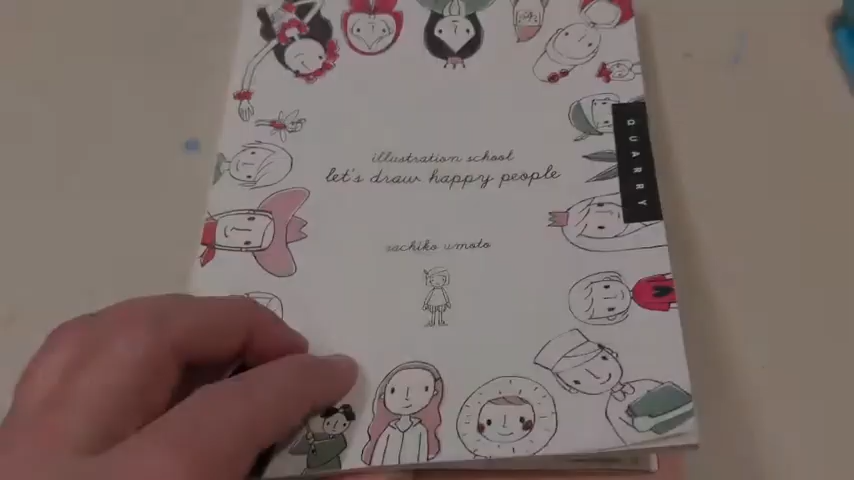 illustration school
let's draw happy people
QUARRY
sachiko umoto